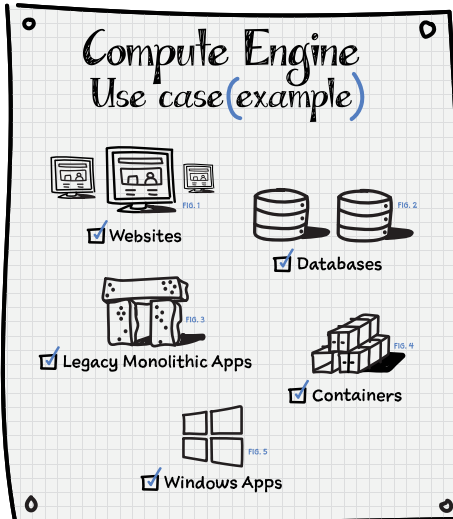 Compute Engine
Use case(example)
FIG. 1
Websites
FIG. 2
Databases
FIG. 3
Legacy Monolithic Apps
FIG. 4
Containers
FIG. 5
Windows Apps